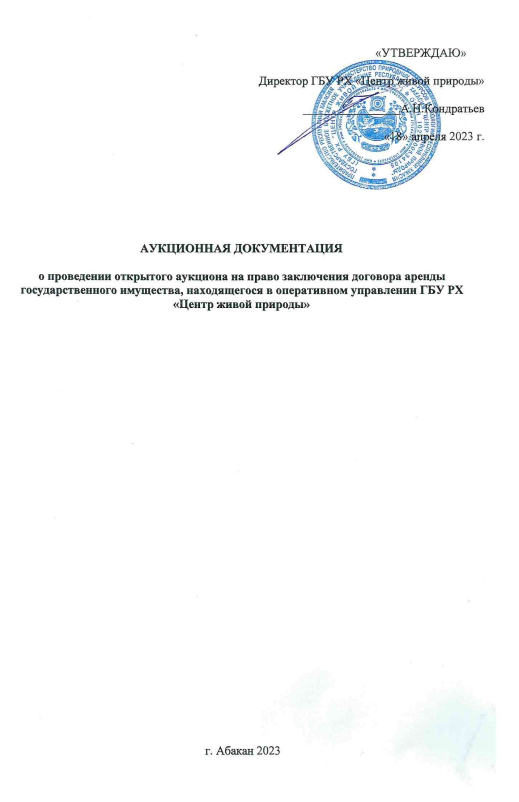 «УТВЕРЖДАЮ»
Директор ГБУ РХ «Центр живой природы»
А.Н.Кондратьев
«18» апреля 2023 г.
АУКЦИОННАЯ ДОКУМЕНТАЦИЯ
о проведении открытого аукциона на право заключения договора аренды
государственного имущества, находящегося в оперативном управлении ГБУ РХ
«Центр живой природы»
г. Абакан 2023